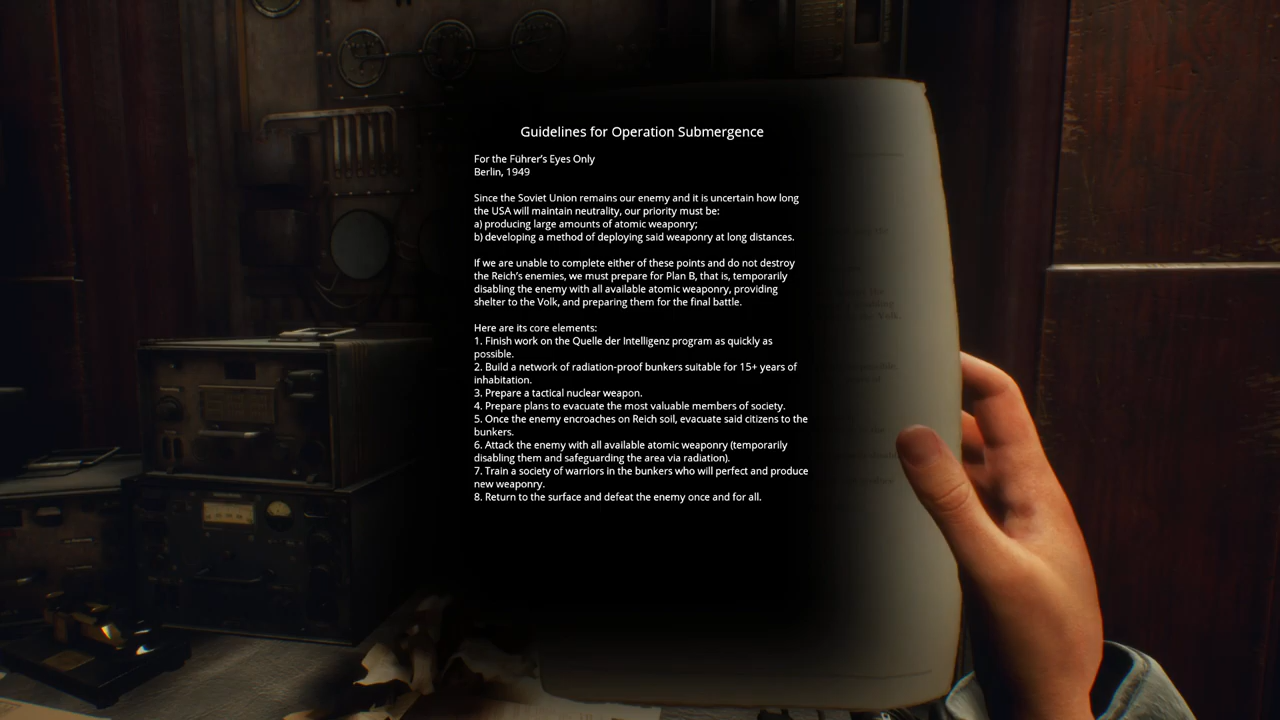 Guidelines for Operation Submergence
For the Führer's Eyes Only
Berlin, 1949
Since the Soviet Union remains our enemy and it is uncertain how long
the USA will maintain neutrality, our priority must be:
a) producing large amounts of atomic weaponry;
b) developing a method of deploying said weaponry at long distances.
If we are unable to complete either of these points and do not destroy
the Reich's enemies, we must prepare for Plan B, that is, temporarily
disabling the enemy with all available atomic weaponry, providing
shelter to the Volk, and preparing them for the final battle.
Here are its core elements:
1. Finish work on the Quelle der Intelligenz program as quickly as
possible.
2. Build a network of radiation-proof bunkers suitable for 15+ years of
inhabitation.
3. Prepare a tactical nuclear weapon.
4. Prepare plans to evacuate the most valuable members of society.
5. Once the enemy encroaches on Reich soil, evacuate said citizens to the
bunkers.
6. Attack the enemy with all available atomic weaponry (temporarily
disabling them and safeguarding the area via radiation).
7. Train a society of warriors in the bunkers who will perfect and produce
new weaponry.
8. Return to the surface and defeat the enemy once and for all.